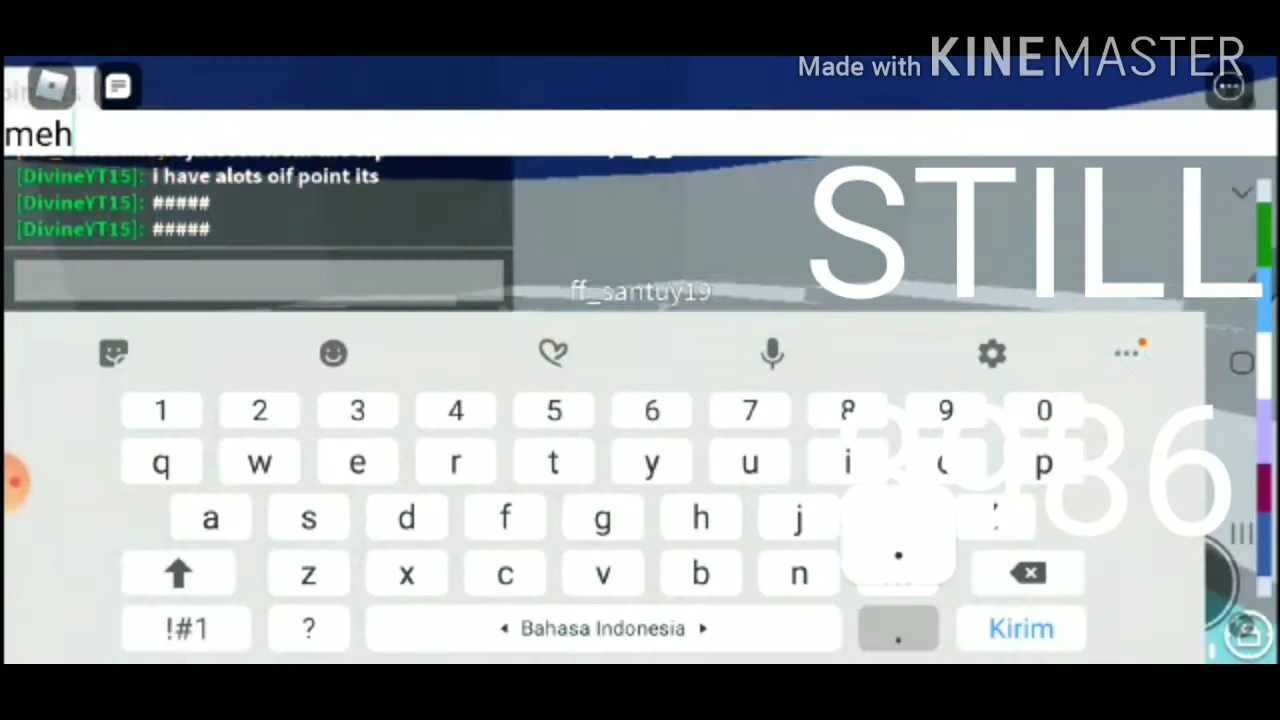 Made with KINEMASTER
meh
[DivineYT15]: i have alots oif point its
[DivineYT15]: #####
[DivineYT15]: #####
STILL
ff_santuy19
1 2 3 4 5 6 7 8 9 0
q w e r t y u i p
86
a s d f g h j
z x c v b n
!#1 ? ◂ Bahasa Indonesia ▸ . Kirim